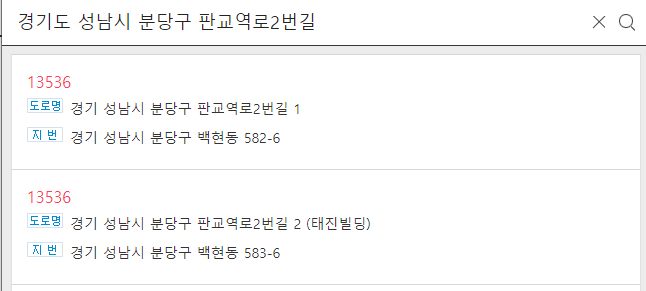 경기도 성남시 분당구 판교역로2번길
13536
도로명 경기 성남시 분당구 판교역로2번길 1
지 번 경기 성남시 분당구 백현동 582-6
13536
도로명 경기 성남시 분당구 판교역로2번길 2 (태진빌딩)
지 번 경기 성남시 분당구 백현동 583-6